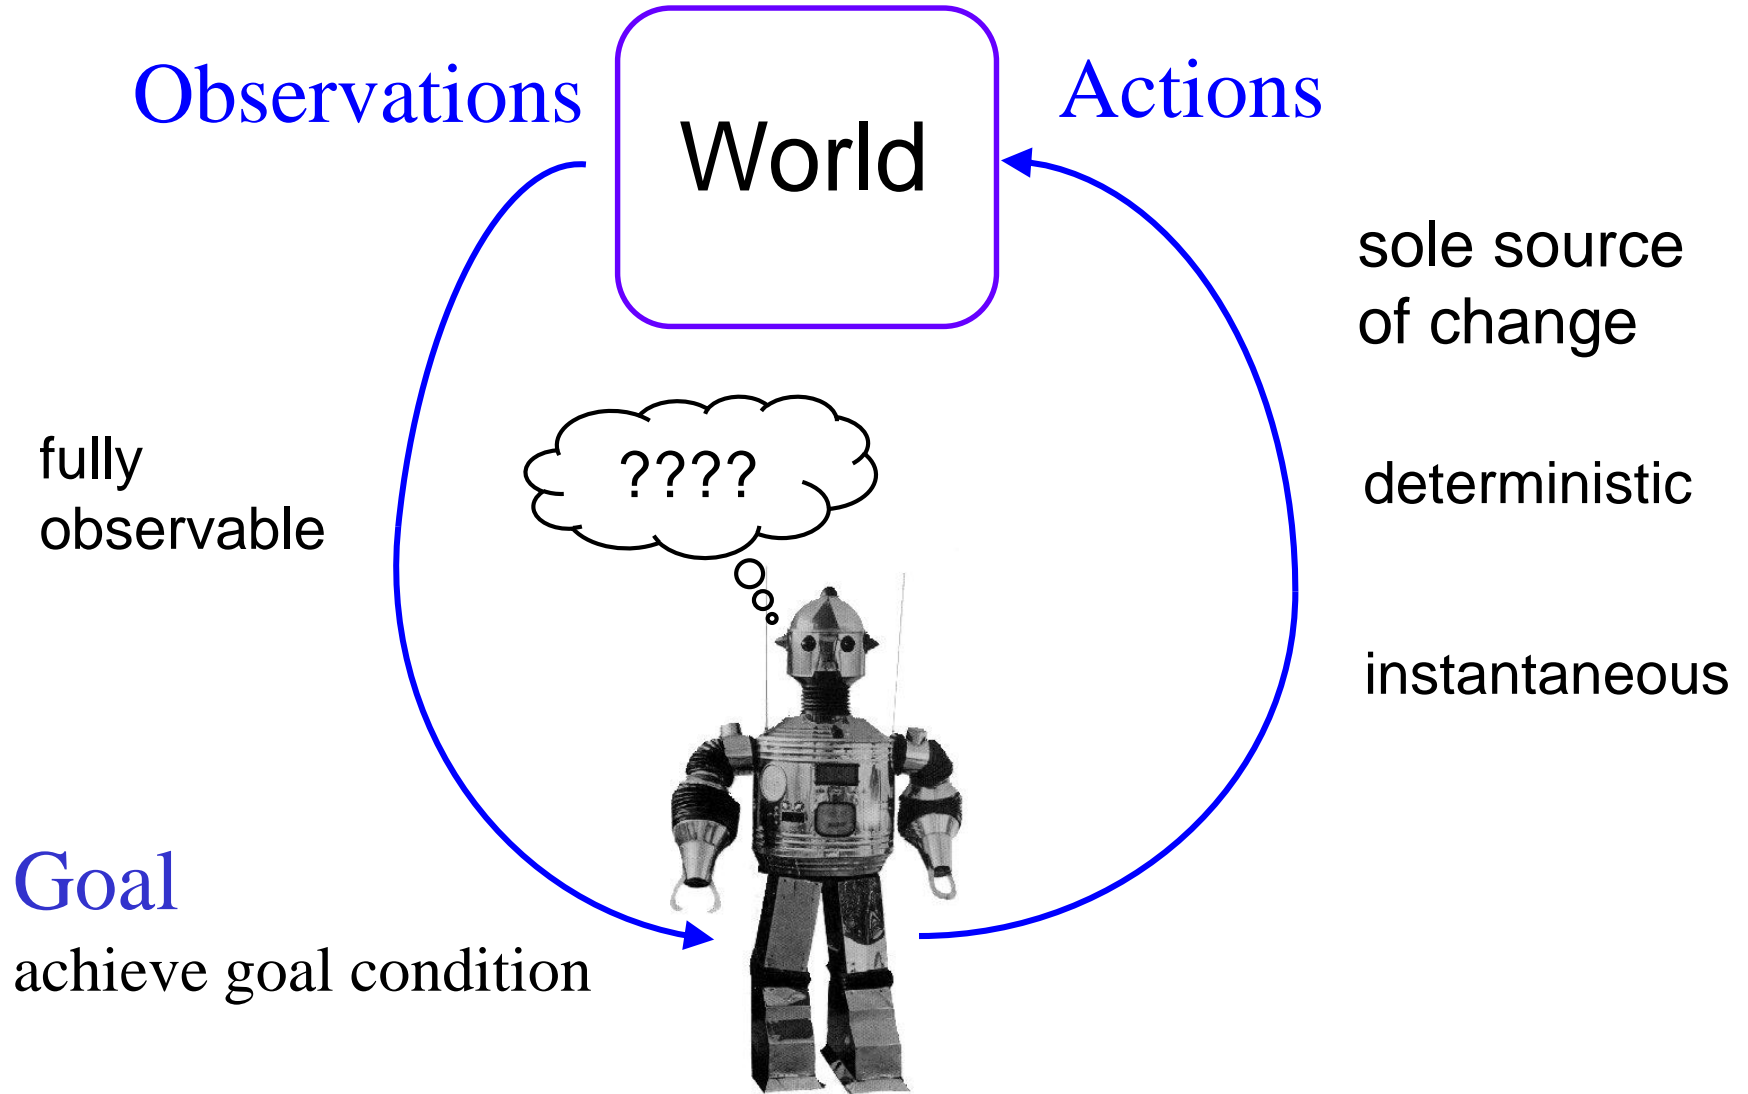 Observations
World
Actions
sole source
of change
fully
observable
????
deterministic
instantaneous
Goal
achieve goal condition